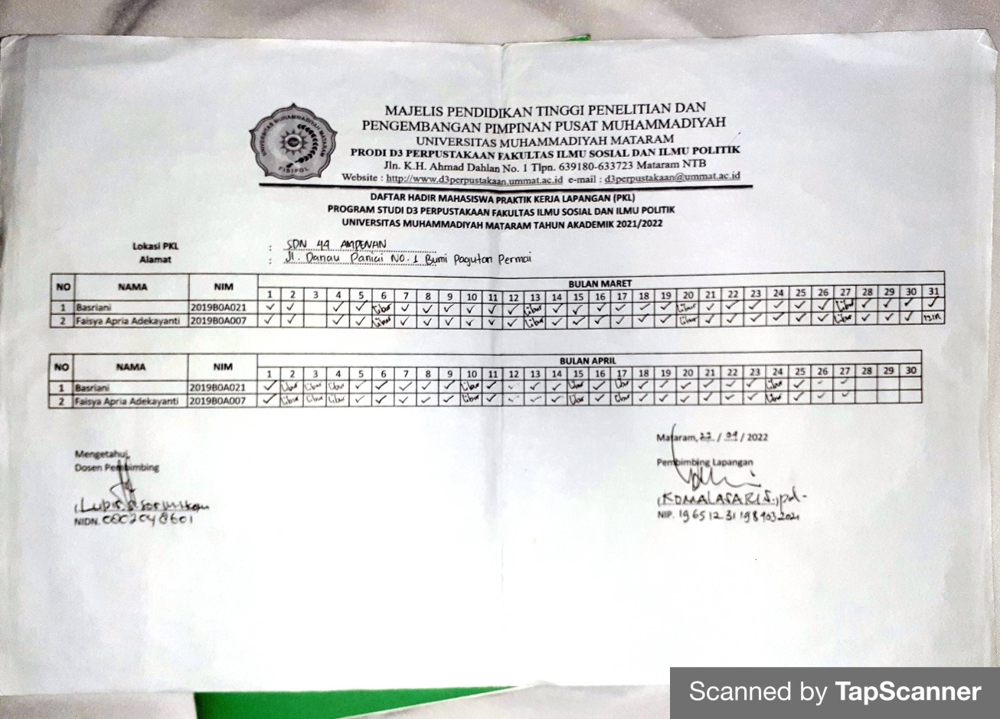 MAJELIS PENDIDIKAN TINGGI PENELITIAN DAN
PENGEMBANGAN PIMPINAN PUSAT MUHAMMADIYAH
UNIVERSITAS MUHAMMADIYAH MATARAM
PRODI D3 PERPUSTAKAAN FAKULTAS ILMU SOSIAL DAN ILMU POLITIK
Jln. K.H. Ahmad Dahlan No. 1 Tlpn. 639180-633723 Mataram NTB
Website : http://www.d3perpustakaan.ummat.ac.id e-mail : d3perpustakaan@ummat.ac.id
UNIVERSITAS MUHAMMADIYAH MATARAM
FISIPOL
DAFTAR HADIR MAHASISWA PRAKTIK KERJA LAPANGAN (PKL)
PROGRAM STUDI D3 PERPUSTAKAAN FAKULTAS ILMU SOSIAL DAN ILMU POLITIK
UNIVERSITAS MUHAMMADIYAH MATARAM TAHUN AKADEMIK 2021/2022
Lokasi PKL : SDN 44 AMPENAN
Alamat : Jl. Danau Paniai NO. 1 Bumi Pagutan Permai
NO NAMA NIM BULAN MARET
1 2 3 4 5 6 7 8 9 10 11 12 13 14 15 16 17 18 19 20 21 22 23 24 25 26 27 28 29 30 31
1 Basriani 2019B0A021 ✓ ✓ ✓ ✓ Libur ✓ ✓ ✓ ✓ ✓ ✓ Libur ✓ ✓ ✓ ✓ ✓ ✓ Libur ✓ ✓ ✓ ✓ ✓ ✓ Libur ✓ ✓ ✓ ✓
2 Faisya Apria Adekayanti 2019B0A007 ✓ ✓ ✓ ✓ Libur ✓ ✓ ✓ ✓ ✓ ✓ Libur ✓ ✓ ✓ ✓ ✓ ✓ Libur ✓ ✓ ✓ ✓ ✓ ✓ Libur ✓ ✓ ✓ IZIN
NO NAMA NIM BULAN APRIL
1 2 3 4 5 6 7 8 9 10 11 12 13 14 15 16 17 18 19 20 21 22 23 24 25 26 27 28 29 30
1 Basriani 2019B0A021 ✓ Libur Libur Libur ✓ ✓ ✓ ✓ ✓ Libur ✓ ✓ ✓ ✓ Libur ✓ Libur ✓ ✓ ✓ ✓ ✓ ✓ Libur ✓ ✓ ✓
2 Faisya Apria Adekayanti 2019B0A007 ✓ Libur Libur Libur ✓ ✓ ✓ ✓ ✓ Libur ✓ ✓ ✓ ✓ Libur ✓ Libur ✓ ✓ ✓ ✓ ✓ ✓ Libur ✓ ✓ ✓
Mataram, / / 2022
Mengetahui,
Dosen Pembimbing
Pembimbing Lapangan
(KOMALASARI S.pd.
NIDN.
NIP. 
Scanned by TapScanner